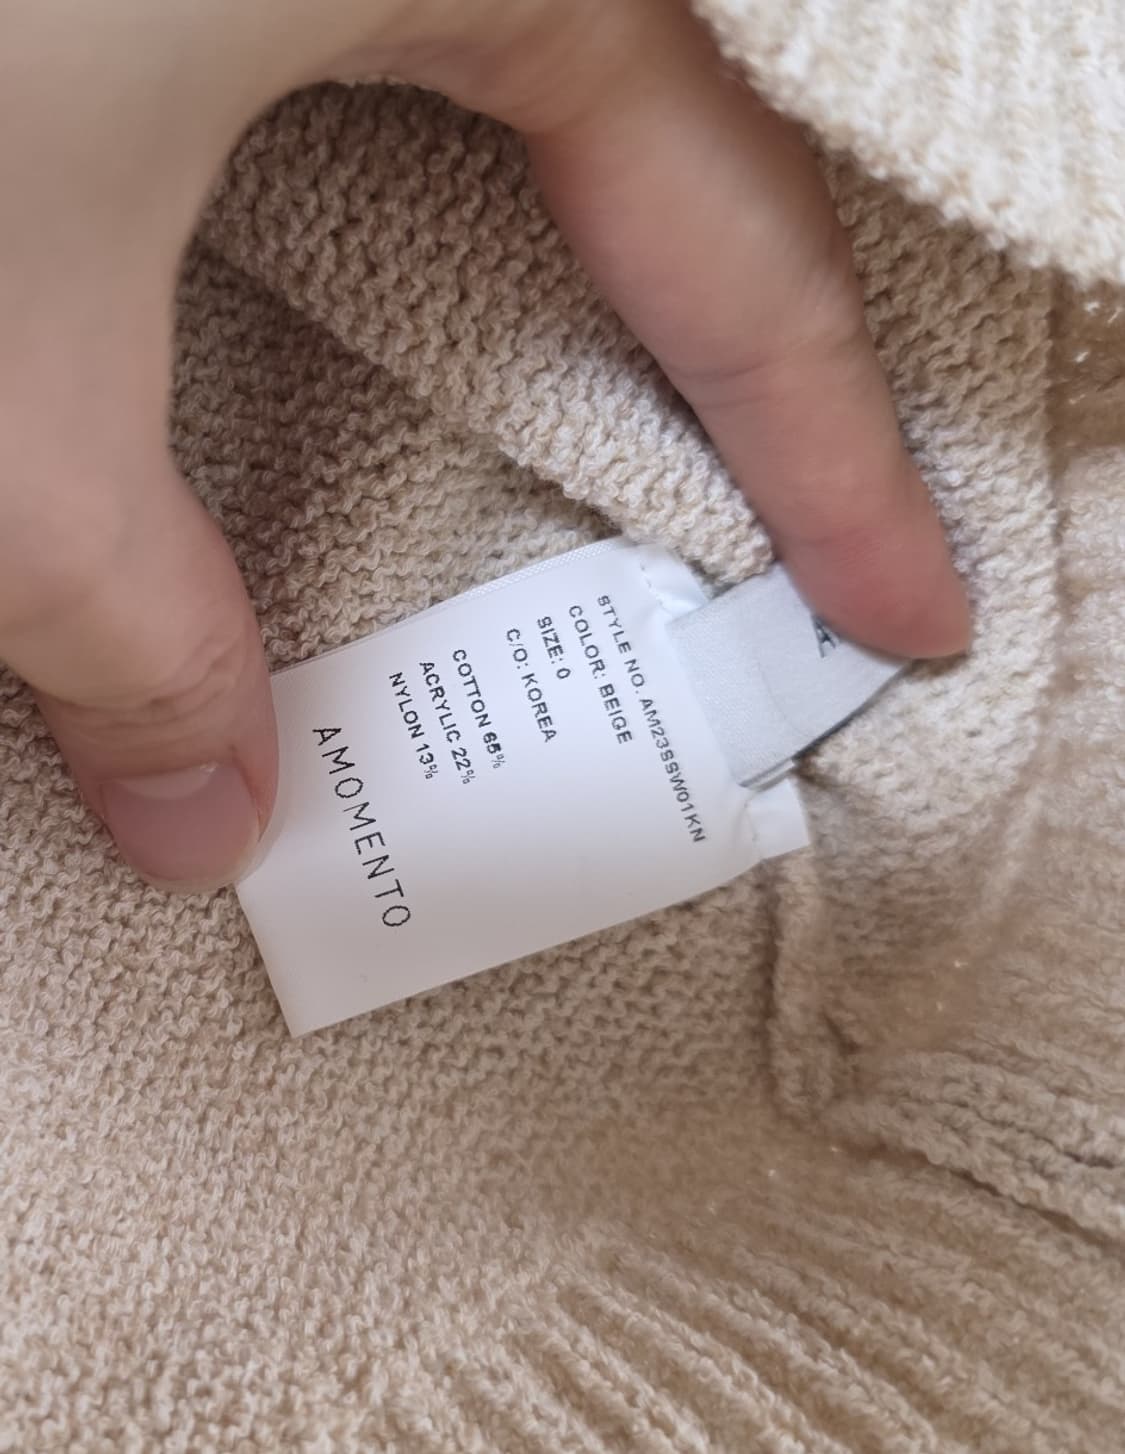 STYLE NO. AM23SSW01KN
COLOR: BEIGE
SIZE: 0
C/O: KOREA
COTTON 65%
ACRYLIC 22%
NYLON 13%
AMOMENTO
A